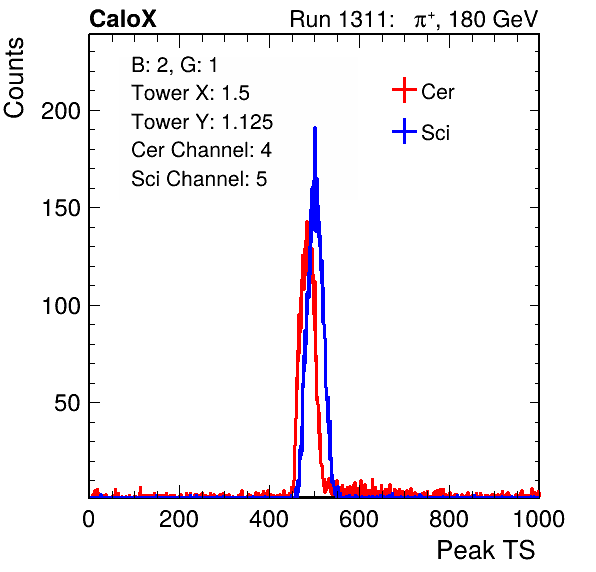 CaloX Run 1311: π⁺, 180 GeV
Counts
B: 2, G: 1
Tower X: 1.5
Tower Y: 1.125
Cer Channel: 4
Sci Channel: 5
Cer
Sci
200
150
100
50
0 200 400 600 800 1000
Peak TS